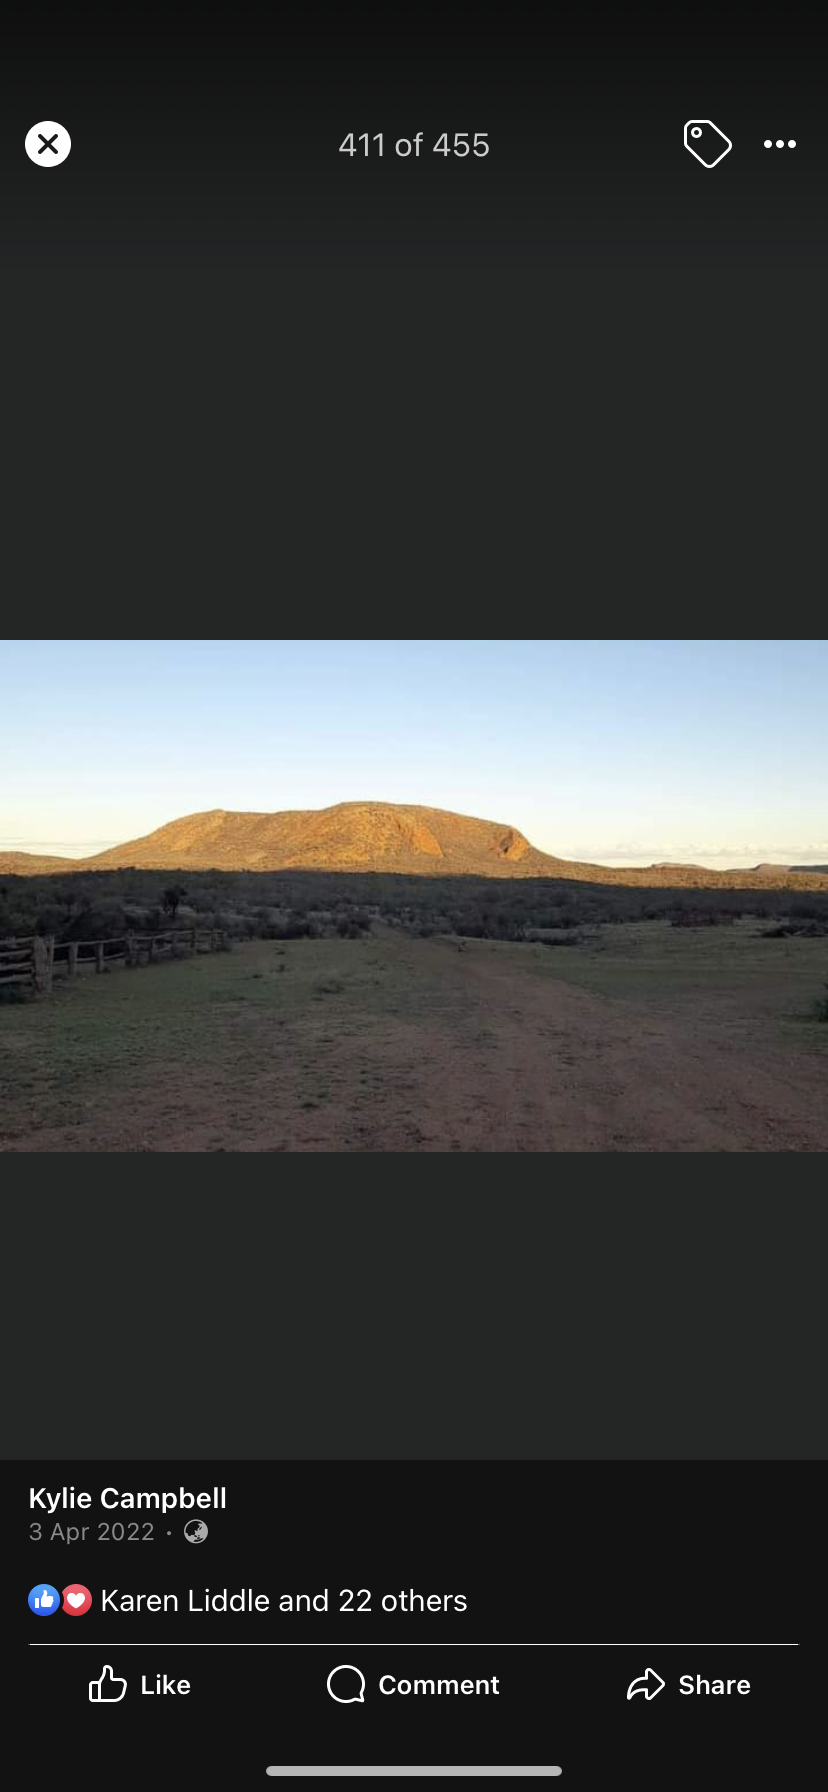 411 of 455
Kylie Campbell
3 Apr 2022 ·
Karen Liddle and 22 others
Like
Comment
Share